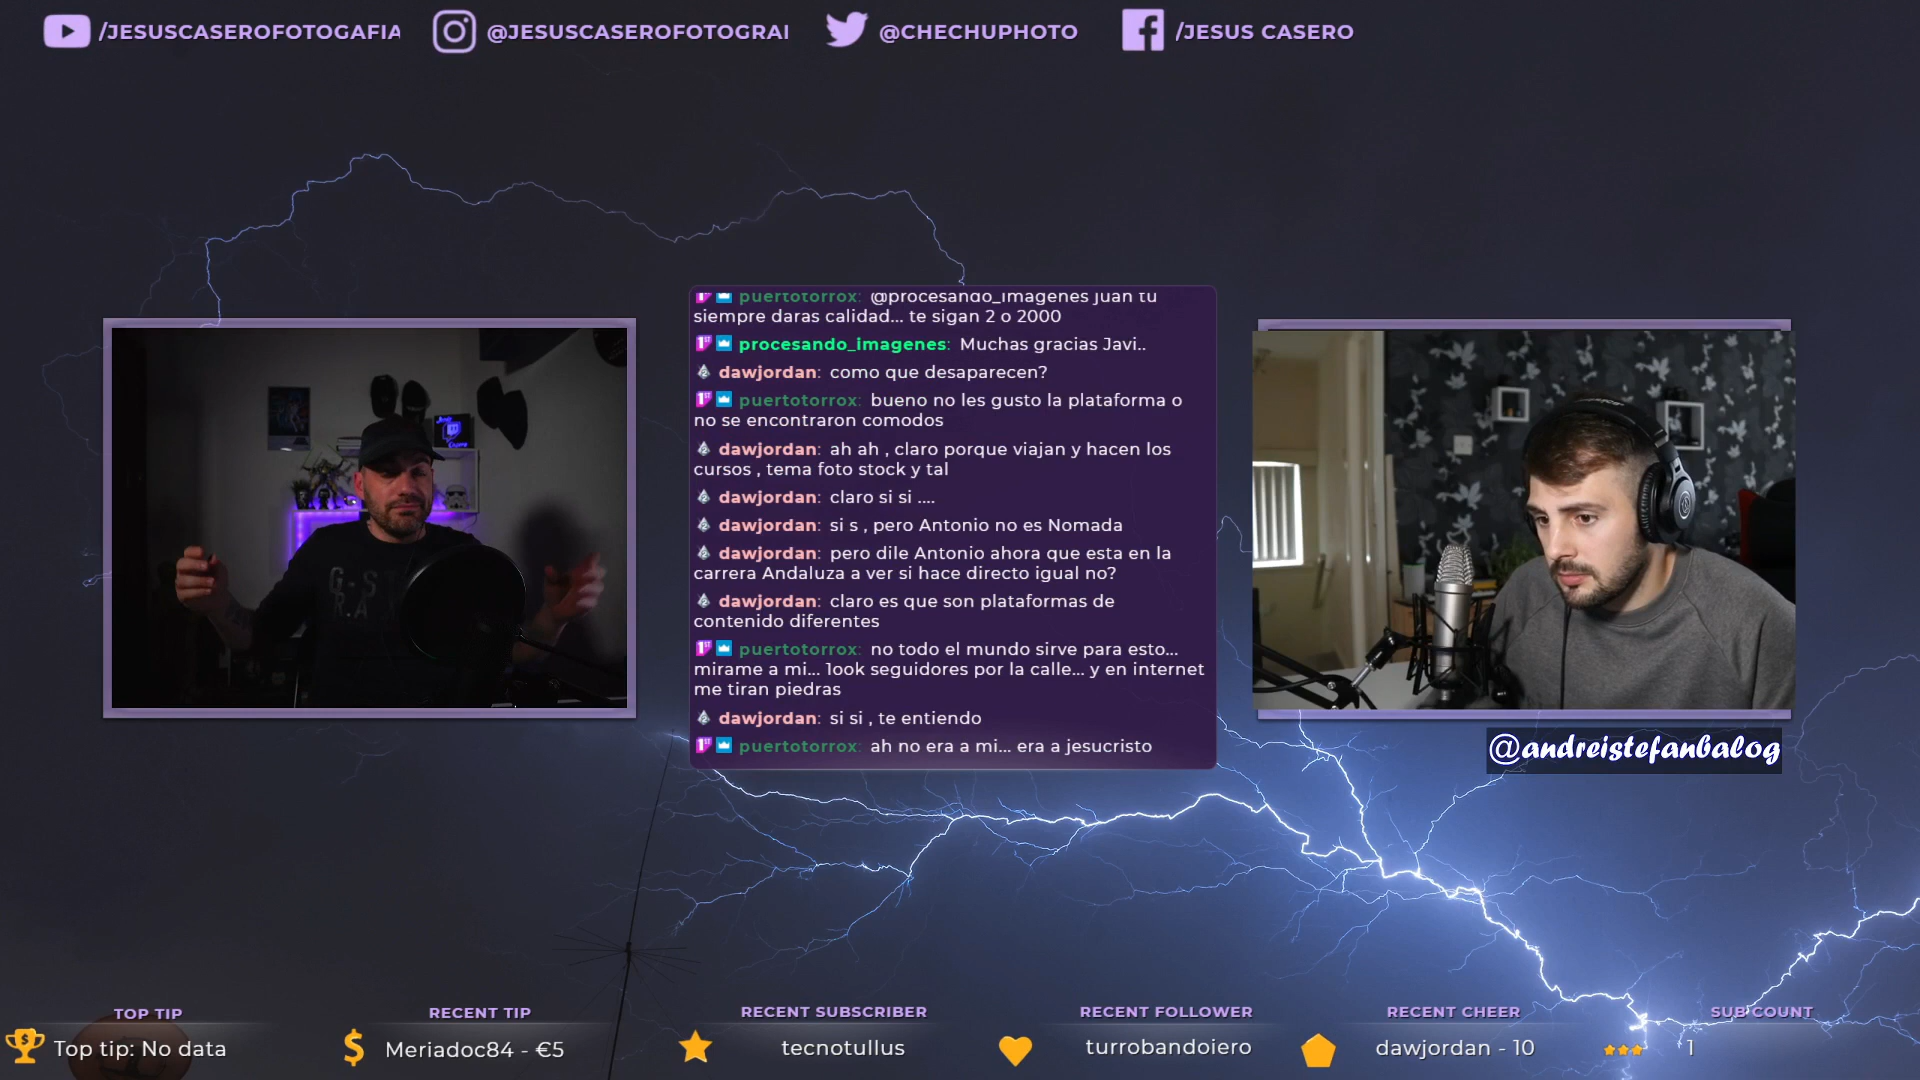 /JESUSCASEROFOTOGAFIA
@JESUSCASEROFOTOGRAI
@CHECHUPHOTO
/JESUS CASERO
puertotorrox: @procesando_imagenes juan tu
siempre daras calidad... te sigan 2 o 2000
procesando_imagenes: Muchas gracias Javi..
dawjordan: como que desaparecen?
puertotorrox: bueno no les gusto la plataforma o
no se encontraron comodos
dawjordan: ah ah , claro porque viajan y hacen los
cursos , tema foto stock y tal
dawjordan: claro si si ....
dawjordan: si s , pero Antonio no es Nomada
dawjordan: pero dile Antonio ahora que esta en la
carrera Andaluza a ver si hace directo igual no?
dawjordan: claro es que son plataformas de
contenido diferentes
puertotorrox: no todo el mundo sirve para esto...
mirame a mi... 1ook seguidores por la calle... y en internet
me tiran piedras
dawjordan: si si , te entiendo
puertotorrox: ah no era a mi... era a jesucristo
G-ST
R.A
@andreistefanbalog
TOP TIP
Top tip: No data
RECENT TIP
Meriadoc84 - €5
RECENT SUBSCRIBER
tecnotullus
RECENT FOLLOWER
turrobandoiero
RECENT CHEER
dawjordan - 10
SUB COUNT
1